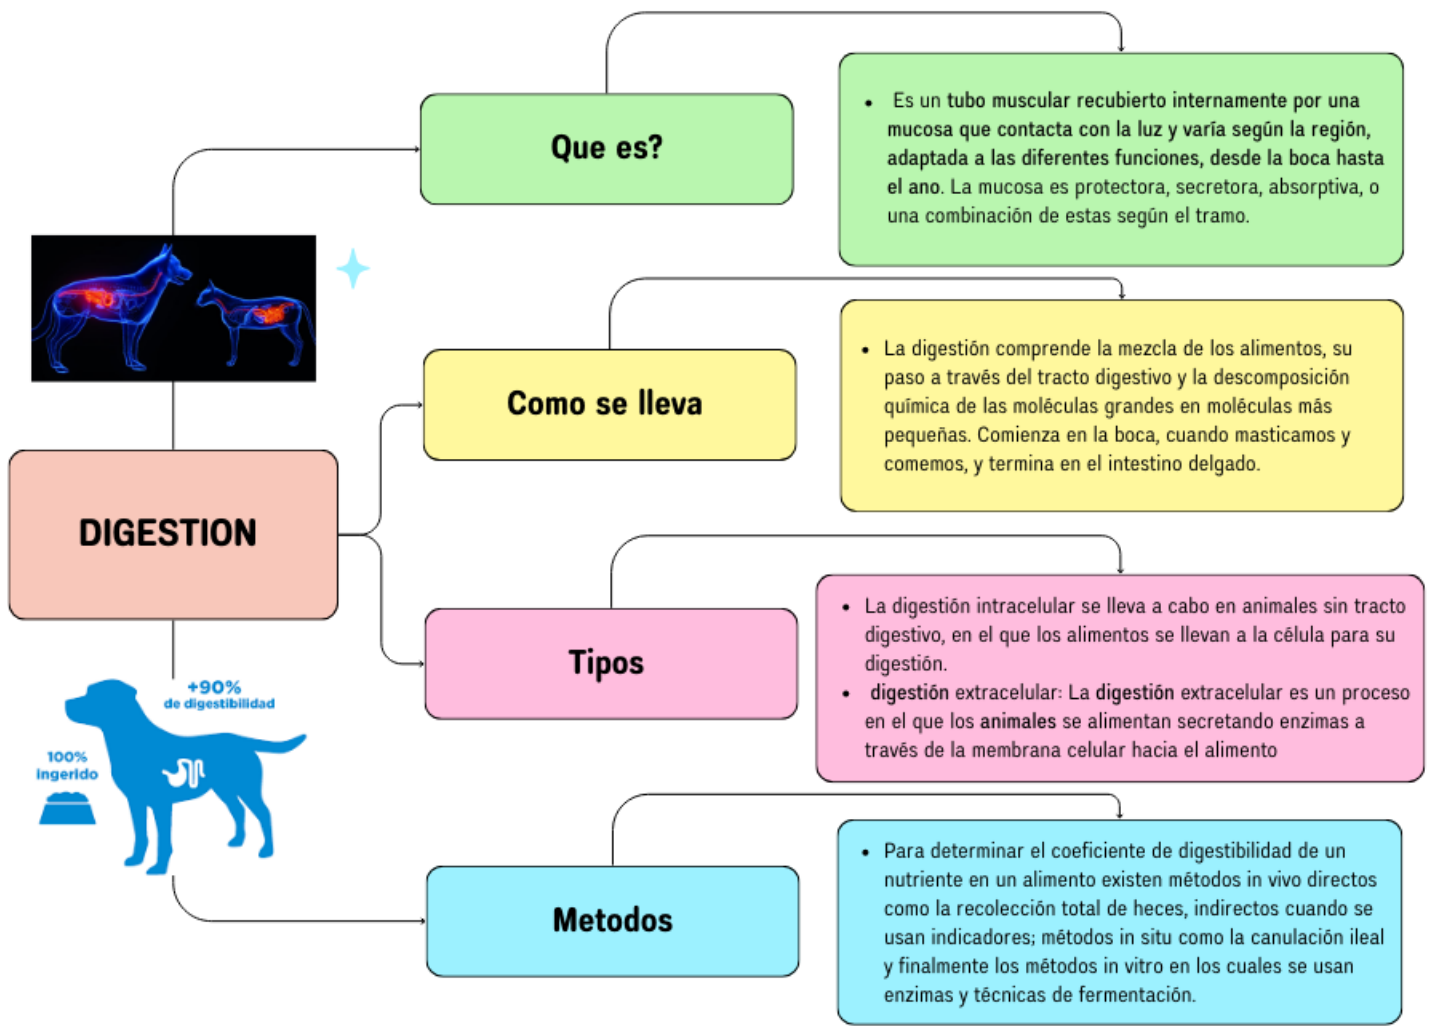 Que es?
• Es un tubo muscular recubierto internamente por una
mucosa que contacta con la luz y varía según la región,
adaptada a las diferentes funciones, desde la boca hasta
el ano. La mucosa es protectora, secretora, absorptiva, o
una combinación de estas según el tramo.
Como se lleva
• La digestión comprende la mezcla de los alimentos, su
paso a través del tracto digestivo y la descomposición
química de las moléculas grandes en moléculas más
pequeñas. Comienza en la boca, cuando masticamos y
comemos, y termina en el intestino delgado.
DIGESTION
Tipos
• La digestión intracelular se lleva a cabo en animales sin tracto
digestivo, en el que los alimentos se llevan a la célula para su
digestión.
• digestión extracelular: La digestión extracelular es un proceso
en el que los animales se alimentan secretando enzimas a
través de la membrana celular hacia el alimento
+90%
de digestibilidad
100%
ingerido
Metodos
• Para determinar el coeficiente de digestibilidad de un
nutriente en un alimento existen métodos in vivo directos
como la recolección total de heces, indirectos cuando se
usan indicadores; métodos in situ como la canulación ileal
y finalmente los métodos in vitro en los cuales se usan
enzimas y técnicas de fermentación.